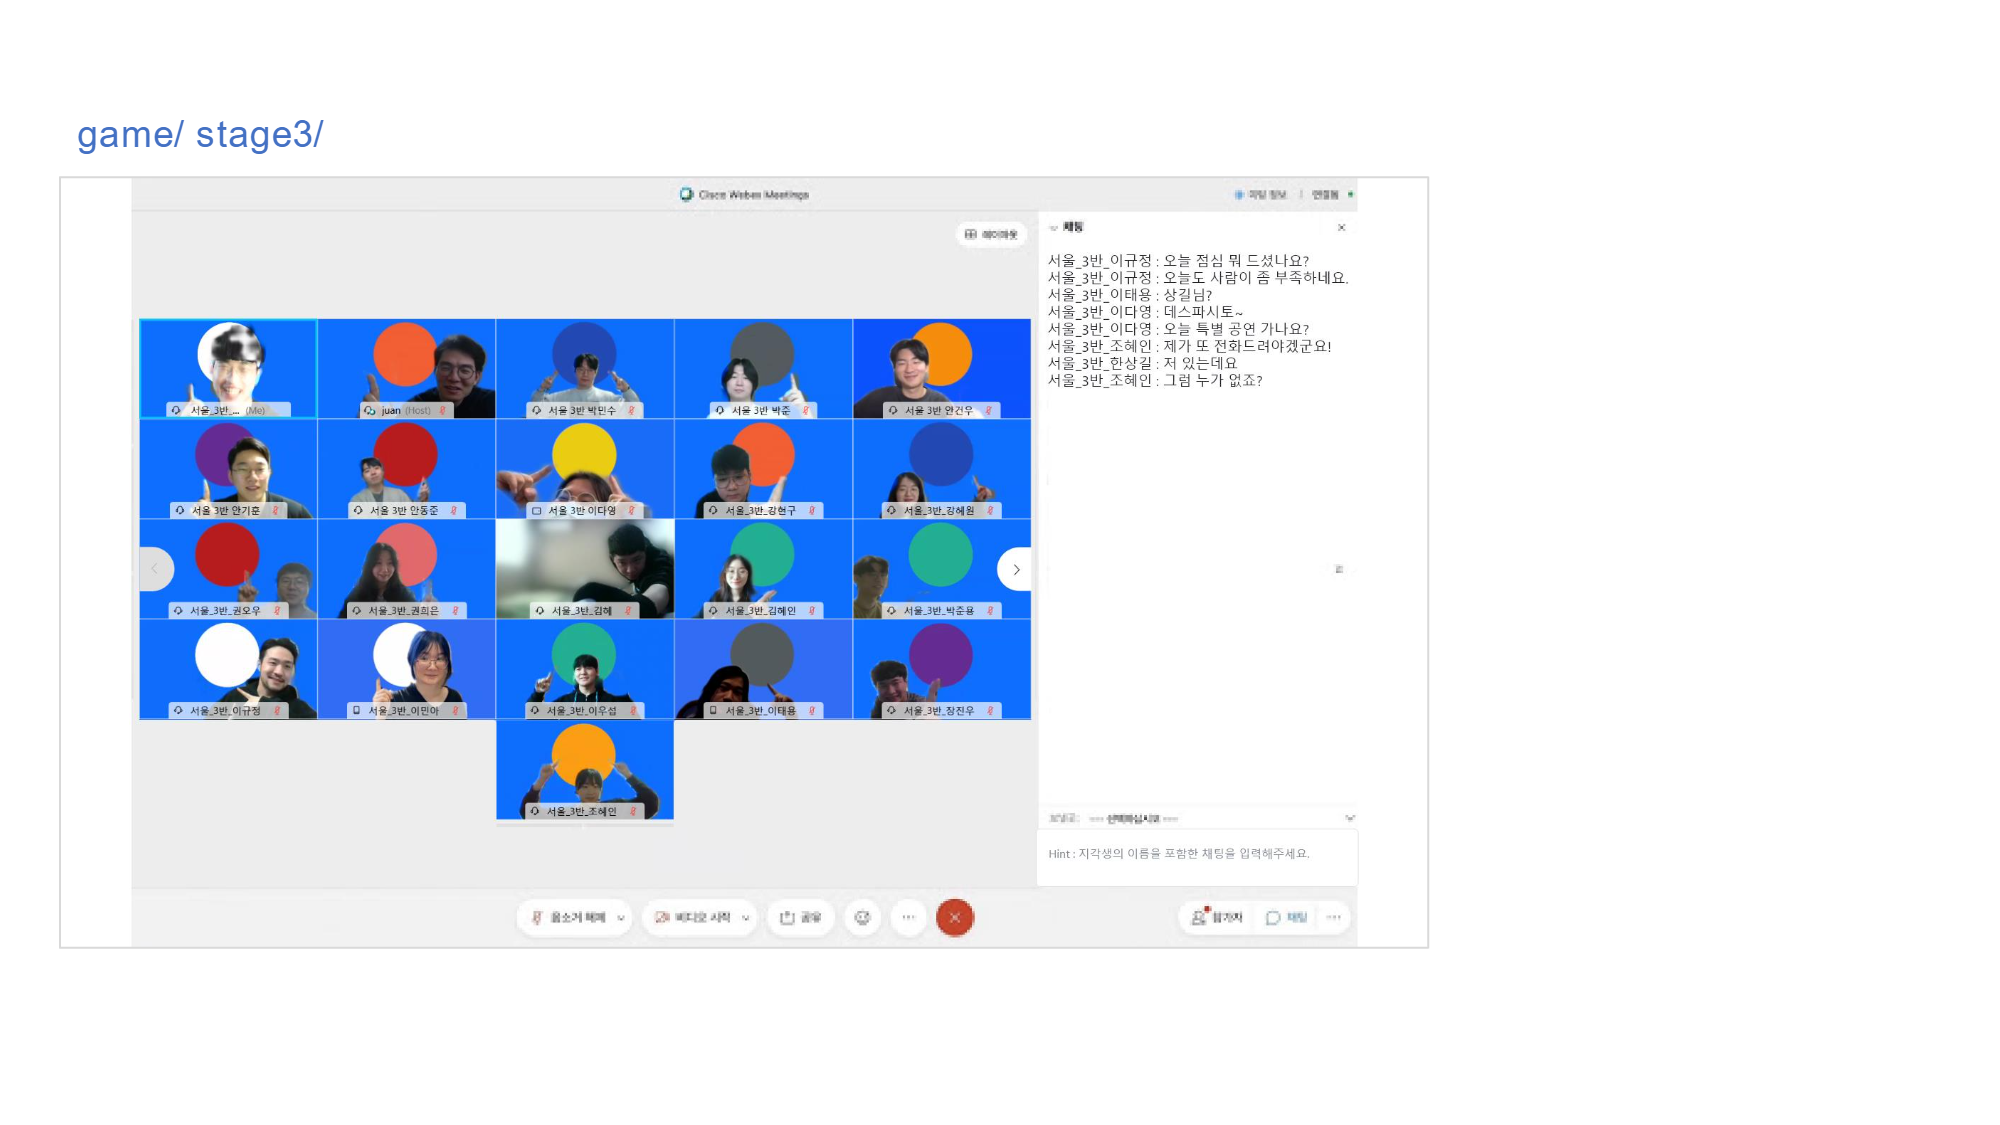 game/ stage3/
Cisco Webex Meetings
미팅 정보 | 연결됨
레이아웃
채팅
서울_3반_이규정 : 오늘 점심 뭐 드셨나요?
서울_3반_이규정 : 오늘도 사람이 좀 부족하네요.
서울_3반_이태용 : 상길님?
서울_3반_이다영 : 데스파시토~
서울_3반_이다영 : 오늘 특별 공연 가나요?
서울_3반_조혜인 : 제가 또 전화드려야겠군요!
서울_3반_한상길 : 저 있는데요
서울_3반_조혜인 : 그럼 누가 없죠?
서울_3반_... (Me)
juan (Host)
서울 3반 박민수
서울 3반 박준
서울 3반 안건우
서울 3반 안기훈
서울 3반 안동준
서울 3반 이다영
서울_3반_강현구
서울_3반_강혜원
서울_3반_권오우
서울_3반_권희은
서울_3반_김혜
서울_3반_김혜인
서울_3반_박준용
서울_3반_이규정
서울_3반_이민아
서울_3반_이우섭
서울_3반_이태용
서울_3반_장진우
서울_3반_조혜인
--- 선택하십시오 ---
Hint : 지각생의 이름을 포함한 채팅을 입력해주세요.
음소거 해제
비디오 시작
공유
참가자
채팅